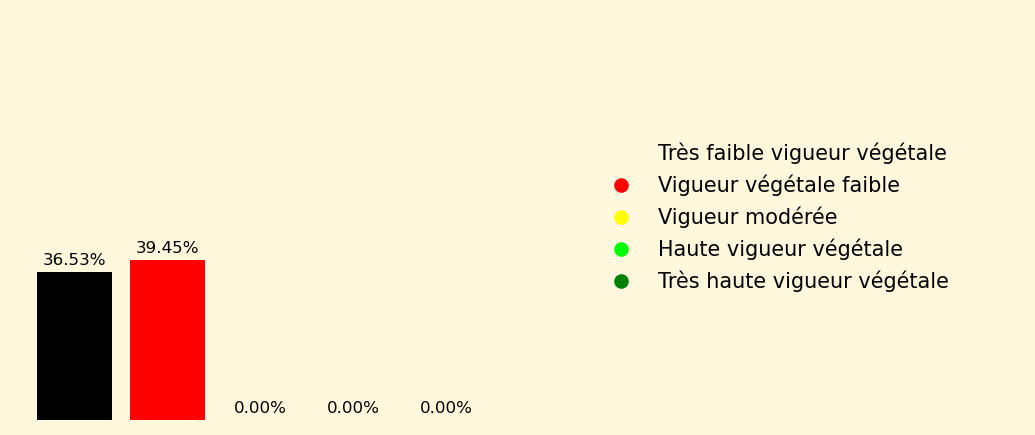 36.53%
39.45%
0.00%
0.00%
0.00%
Très faible vigueur végétale
Vigueur végétale faible
Vigueur modérée
Haute vigueur végétale
Très haute vigueur végétale